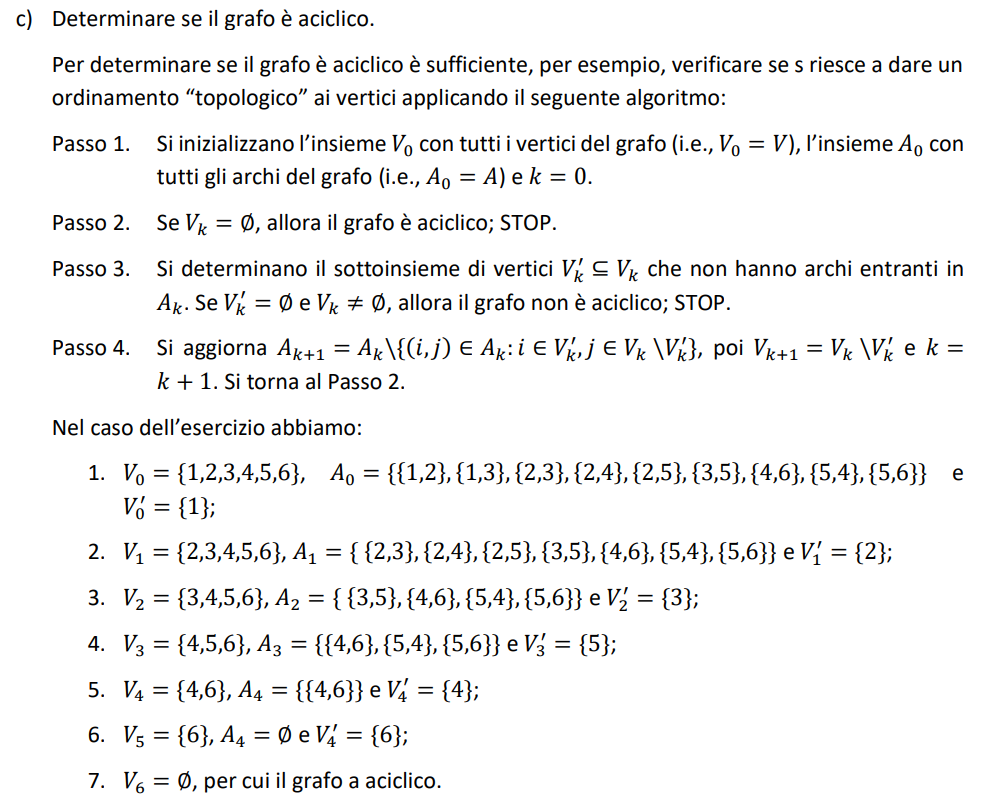 c) Determinare se il grafo è aciclico.
Per determinare se il grafo è aciclico è sufficiente, per esempio, verificare se s riesce a dare un
ordinamento “topologico” ai vertici applicando il seguente algoritmo:
Passo 1. Si inizializzano l’insieme V₀ con tutti i vertici del grafo (i.e., V₀ = V), l’insieme A₀ con
tutti gli archi del grafo (i.e., A₀ = A) e k = 0.
Passo 2. Se Vₖ = ∅, allora il grafo è aciclico; STOP.
Passo 3. Si determinano il sottoinsieme di vertici V′ₖ ⊆ Vₖ che non hanno archi entranti in
Aₖ. Se V′ₖ = ∅ e Vₖ ≠ ∅, allora il grafo non è aciclico; STOP.
Passo 4. Si aggiorna Aₖ₊₁ = Aₖ\{(i,j) ∈ Aₖ: i ∈ V′ₖ, j ∈ Vₖ \V′ₖ}, poi Vₖ₊₁ = Vₖ \V′ₖ e k =
k + 1. Si torna al Passo 2.
Nel caso dell’esercizio abbiamo:
1. V₀ = {1,2,3,4,5,6}, A₀ = {{1,2}, {1,3}, {2,3}, {2,4}, {2,5}, {3,5}, {4,6}, {5,4}, {5,6}} e
V′₀ = {1};
2. V₁ = {2,3,4,5,6}, A₁ = { {2,3}, {2,4}, {2,5}, {3,5}, {4,6}, {5,4}, {5,6}} e V′₁ = {2};
3. V₂ = {3,4,5,6}, A₂ = { {3,5}, {4,6}, {5,4}, {5,6}} e V′₂ = {3};
4. V₃ = {4,5,6}, A₃ = {{4,6}, {5,4}, {5,6}} e V′₃ = {5};
5. V₄ = {4,6}, A₄ = {{4,6}} e V′₄ = {4};
6. V₅ = {6}, A₄ = ∅ e V′₄ = {6};
7. V₆ = ∅, per cui il grafo a aciclico.